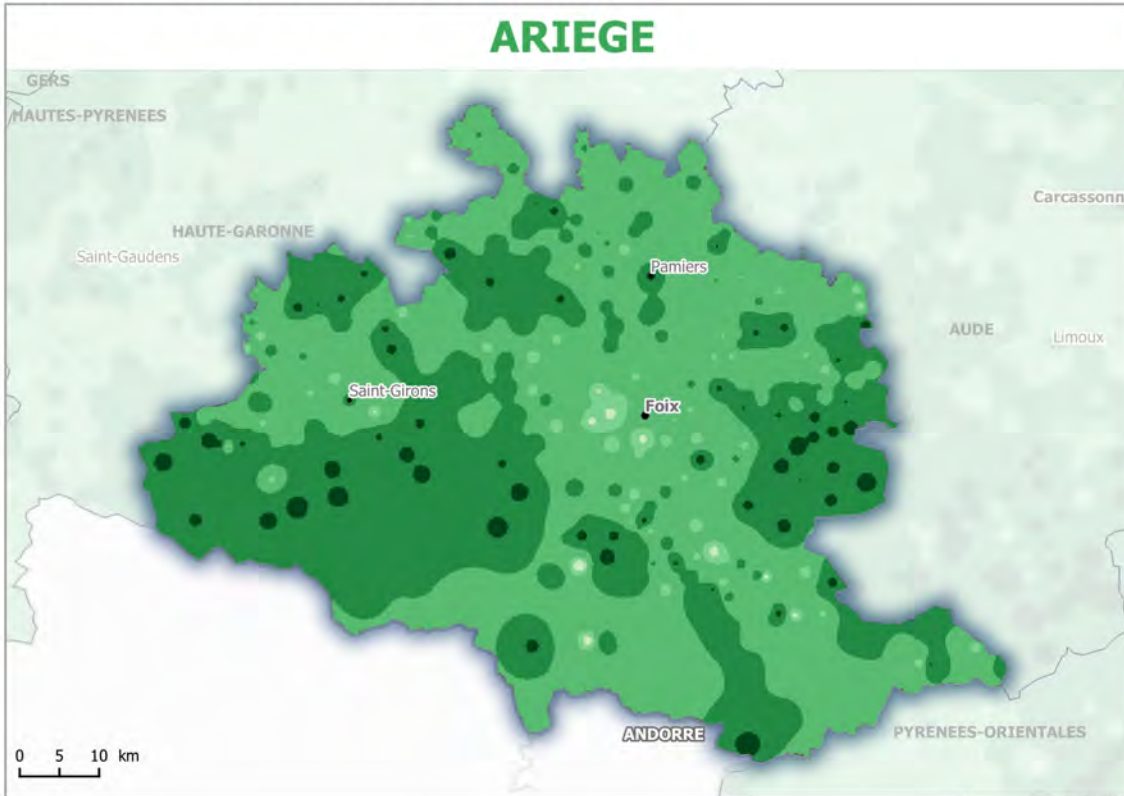 ARIEGE
GERS
HAUTES-PYRENEES
Carcassonn
HAUTE-GARONNE
Saint-Gaudens
Pamiers
AUDE
Limoux
Saint-Girons
Foix
ANDORRE
PYRENEES-ORIENTALES
0 5 10 km